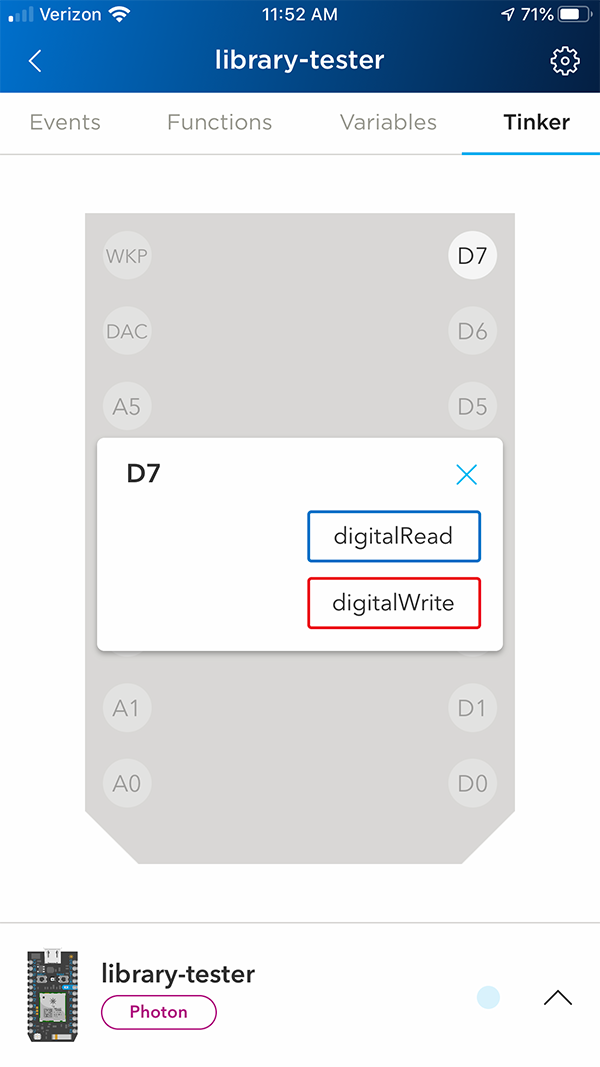 Verizon 11:52 AM 71%
library-tester
Events Functions Variables Tinker
WKP D7
DAC D6
A5 D5
D7
digitalRead
digitalWrite
A1 D1
A0 D0
library-tester
Photon